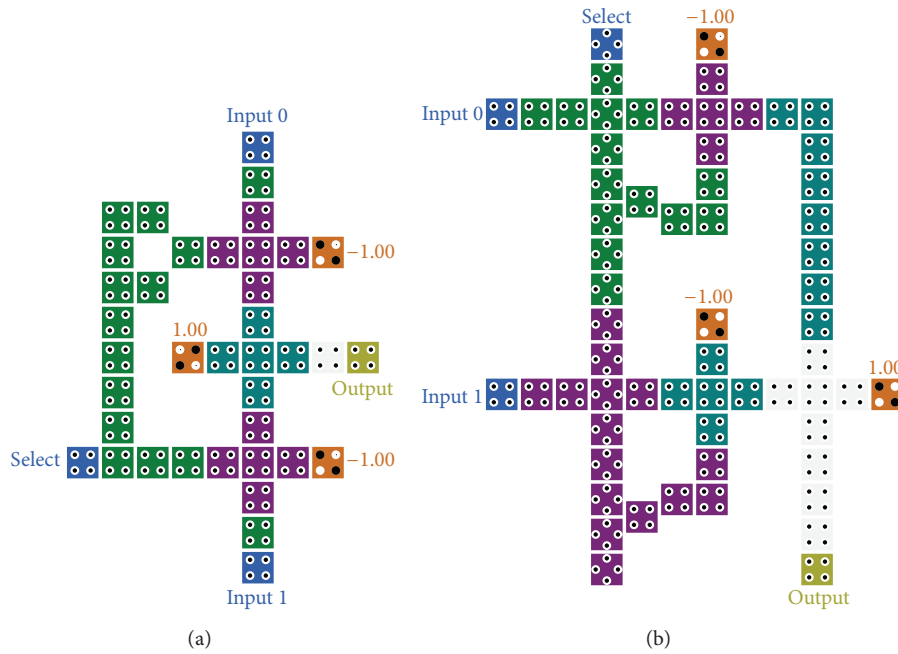 Input 0
−1.00
1.00
Output
Select
−1.00
Input 1
(a)
Select
−1.00
Input 0
−1.00
1.00
Input 1
Output
(b)